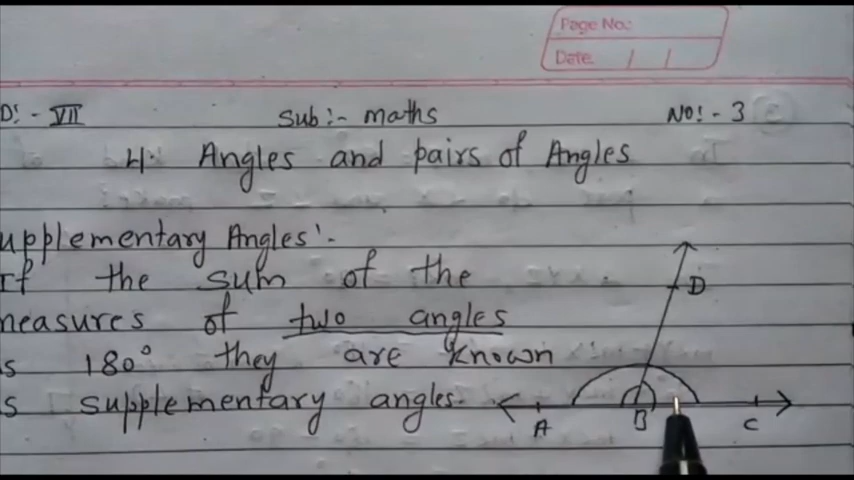 Page No.:
Date / /
D: - VII Sub :- maths No: - 3
4. Angles and pairs of Angles
upplementary Angles :-
If the sum of the
measures of two angles
s 180° they are known
s supplementary angles.
D
A B C